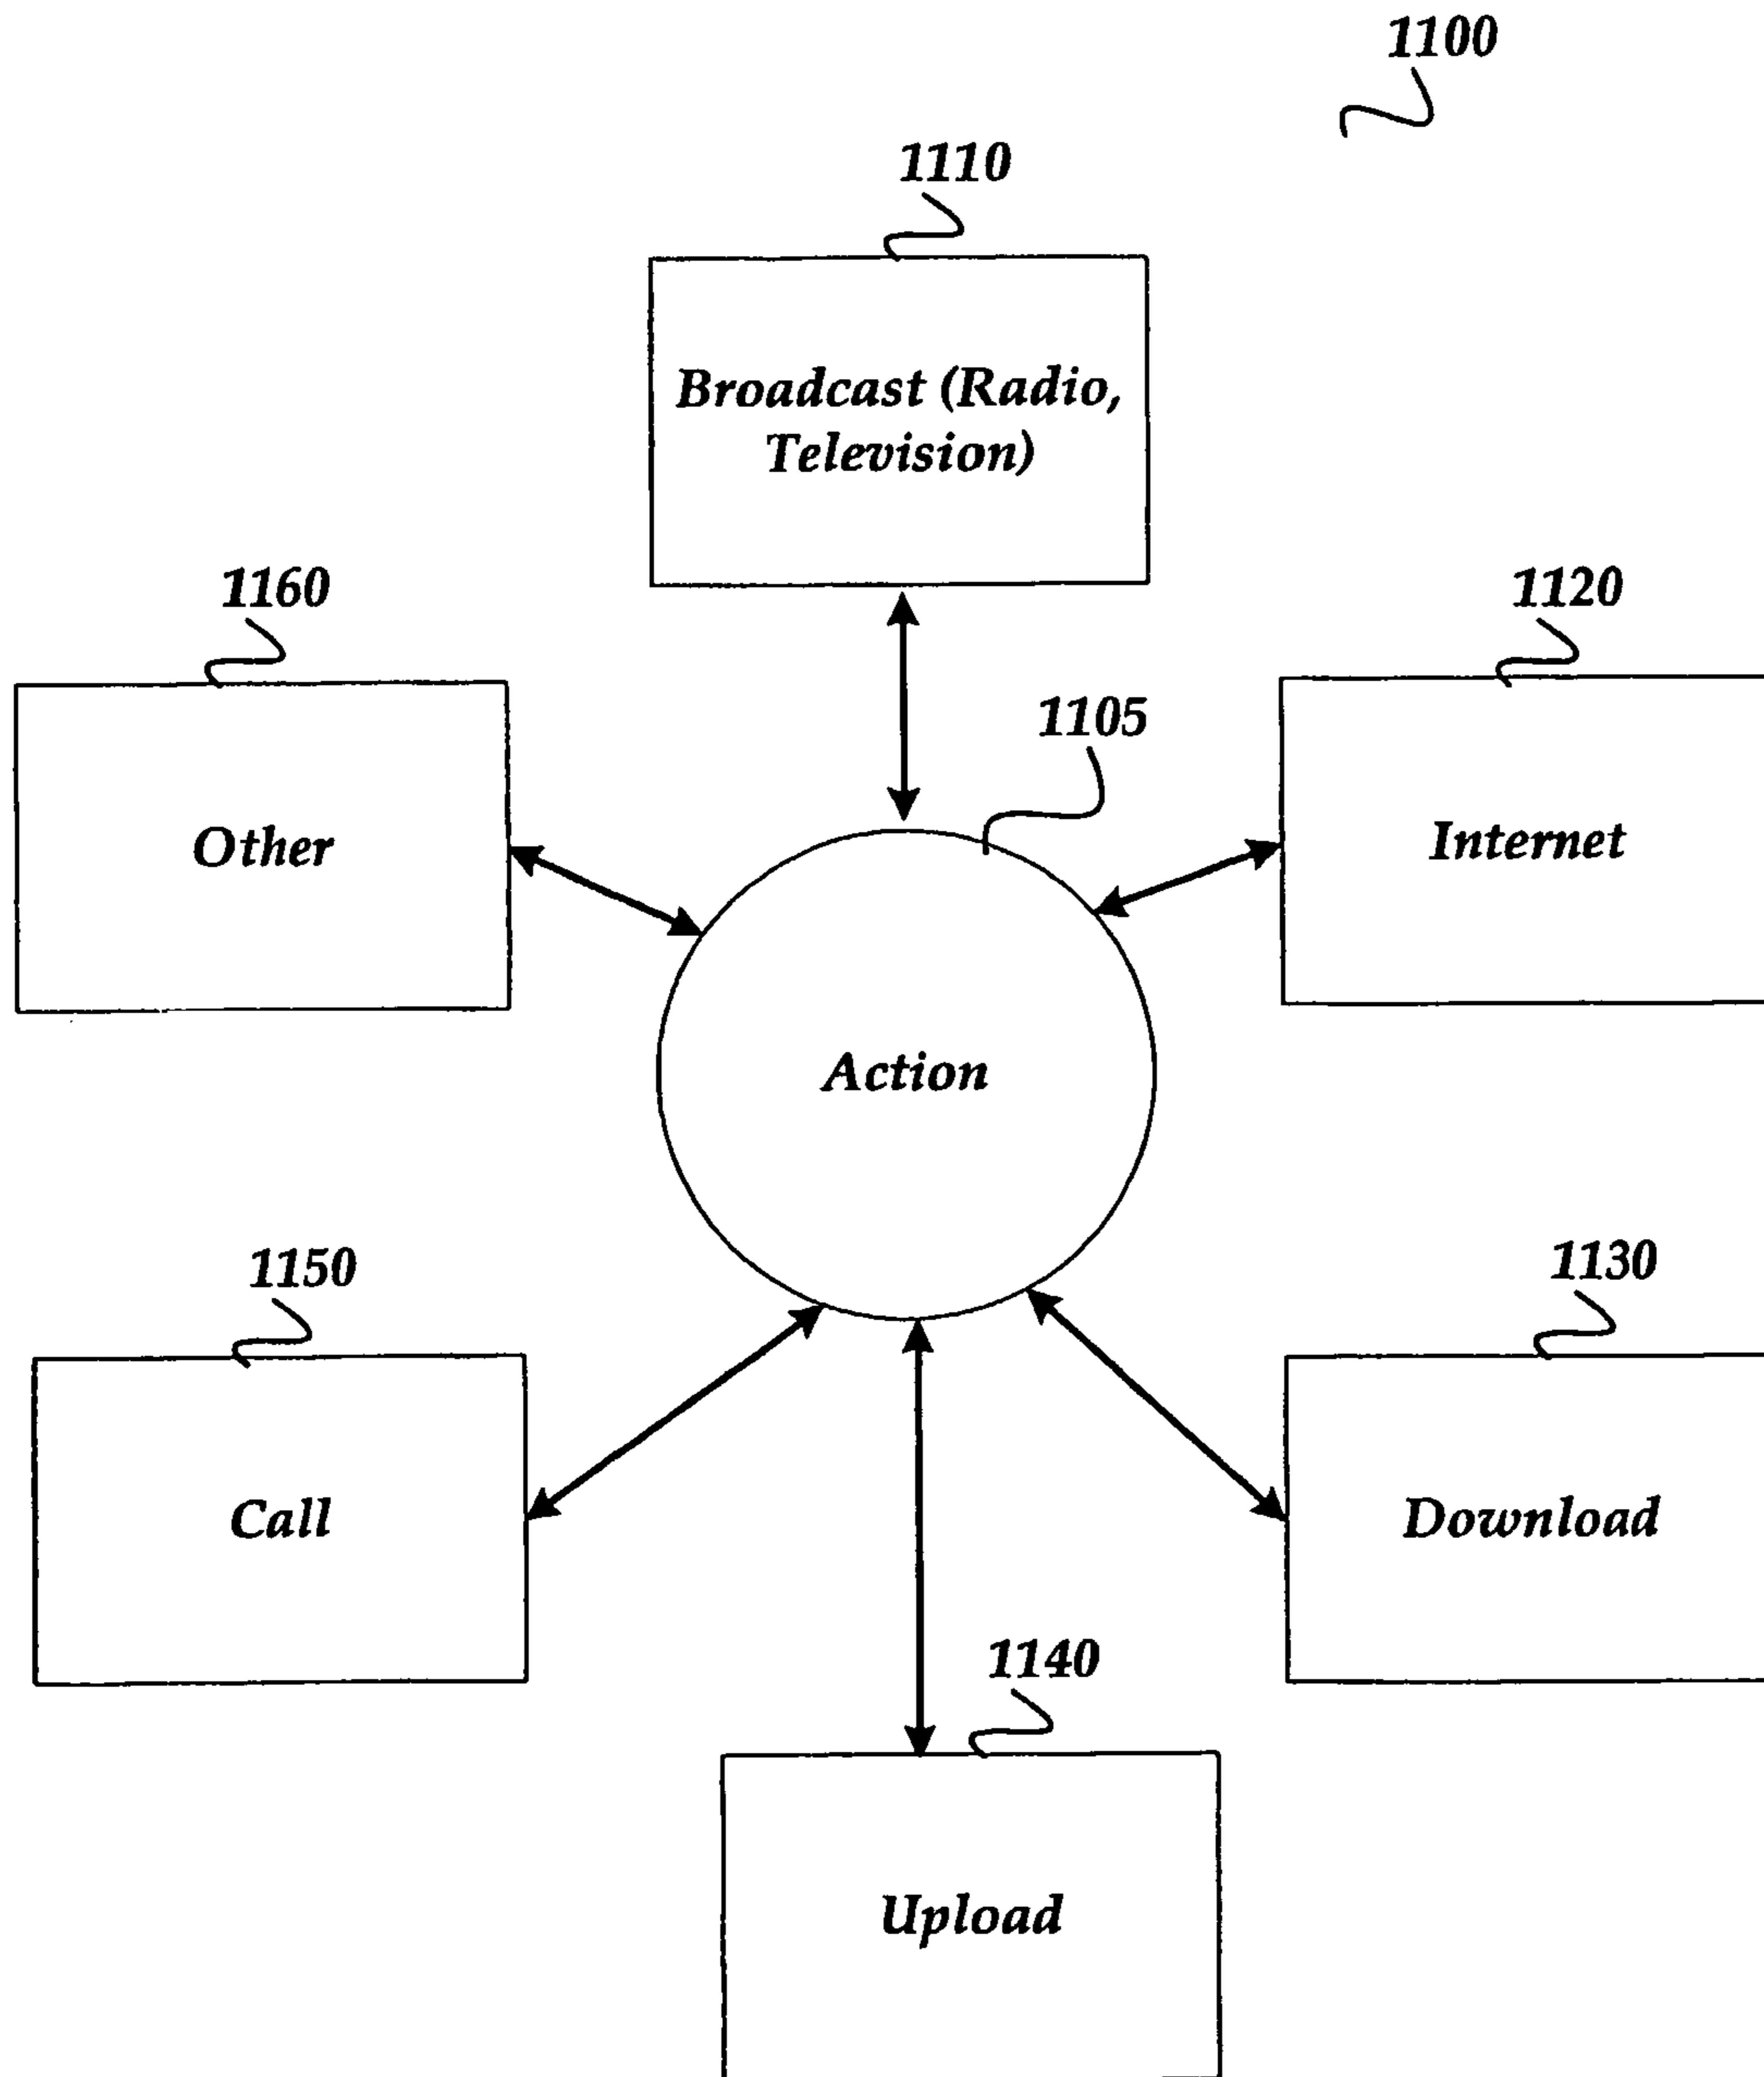 1100
1110
Broadcast (Radio,
Television)
1160
1120
1105
Other
Internet
Action
1150
1130
Call
Download
1140
Upload